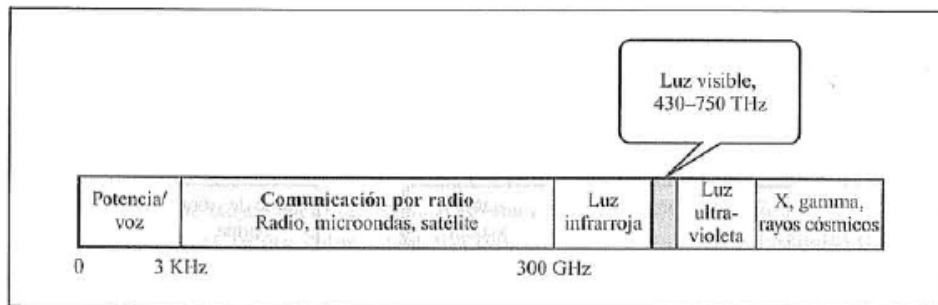 Luz visible,
430–750 THz
Potencia/
voz
Comunicación por radio
Radio, microondas, satélite
Luz
infrarroja
Luz
ultra-
violeta
X, gamma,
rayos cósmicos
0
3 KHz
300 GHz